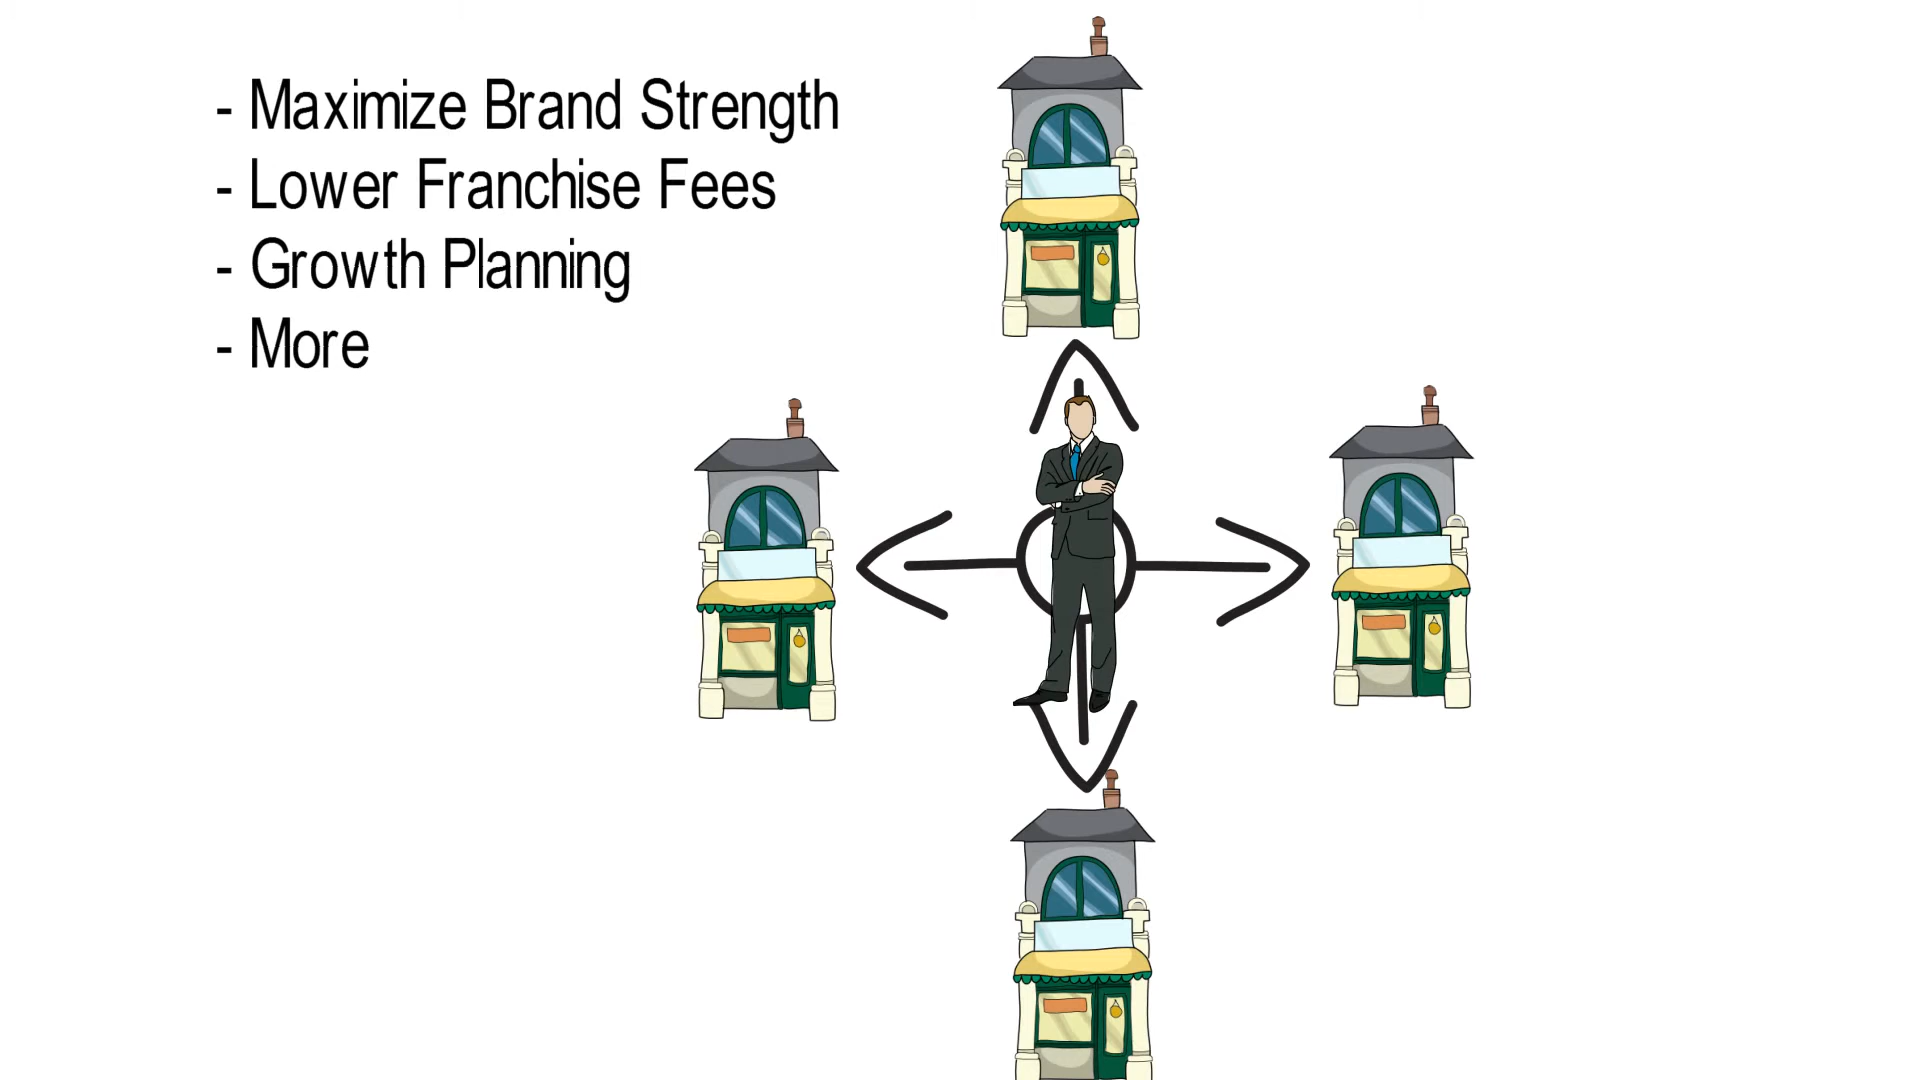 - Maximize Brand Strength
- Lower Franchise Fees
- Growth Planning
- More